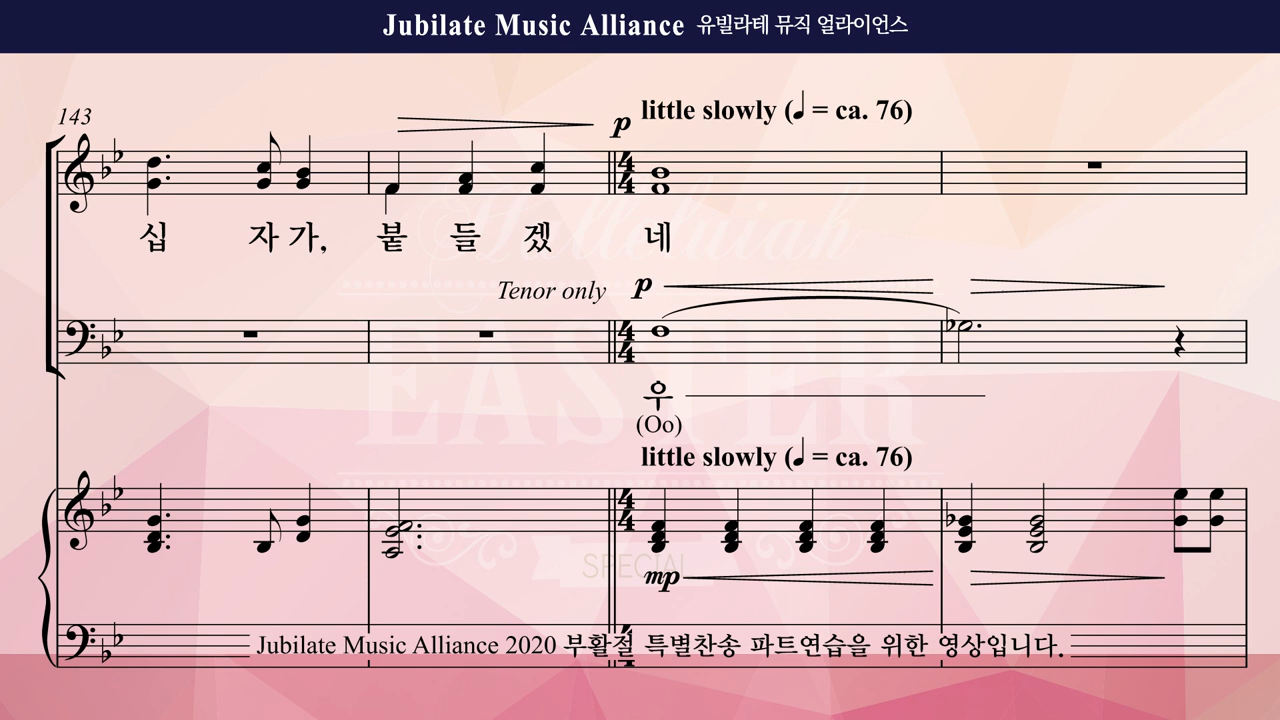 Jubilate Music Alliance 유빌라테 뮤직 얼라이언스
143
p little slowly (♩ = ca. 76)
십 자 가, 붙 들 겠 네
Hallelujah
Tenor only p
EASTER
우
(Oo)
little slowly (♩ = ca. 76)
SPECIAL
mp
Jubilate Music Alliance 2020 부활절 특별찬송 파트연습을 위한 영상입니다.